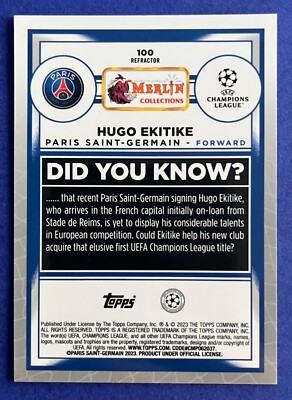 100
REFRACTOR
PARIS
MERLIN
COLLECTIONS
CHAMPIONS
LEAGUE
HUGO EKITIKE
PARIS SAINT-GERMAIN - FORWARD
DID YOU KNOW?
...... that recent Paris Saint-Germain signing Hugo Ekitike,
who arrives in the French capital initially on-loan from
Stade de Reims, is yet to display his considerable talents
in European competition. Could Ekitike help his new club
acquire that elusive first UEFA Champions League title?
Topps
Published Under License by The Topps Company, Inc. ® & © 2023 THE TOPPS COMPANY, INC.
ALL RIGHTS RESERVED. TOPPS IS A REGISTERED TRADEMARK OF THE TOPPS COMPANY, INC.
The word(s) UEFA, CHAMPIONS LEAGUE, and all other UEFA Champions League marks, names,
logos, mascots and trophies are the property, registered trademarks, designs and/or copyright of
UEFA. All rights reserved. WWW.TOPPS.COM. CODE#CMP062037.
©PARIS SAINT-GERMAIN 2023. PRODUCT UNDER OFFICIAL LICENSE.